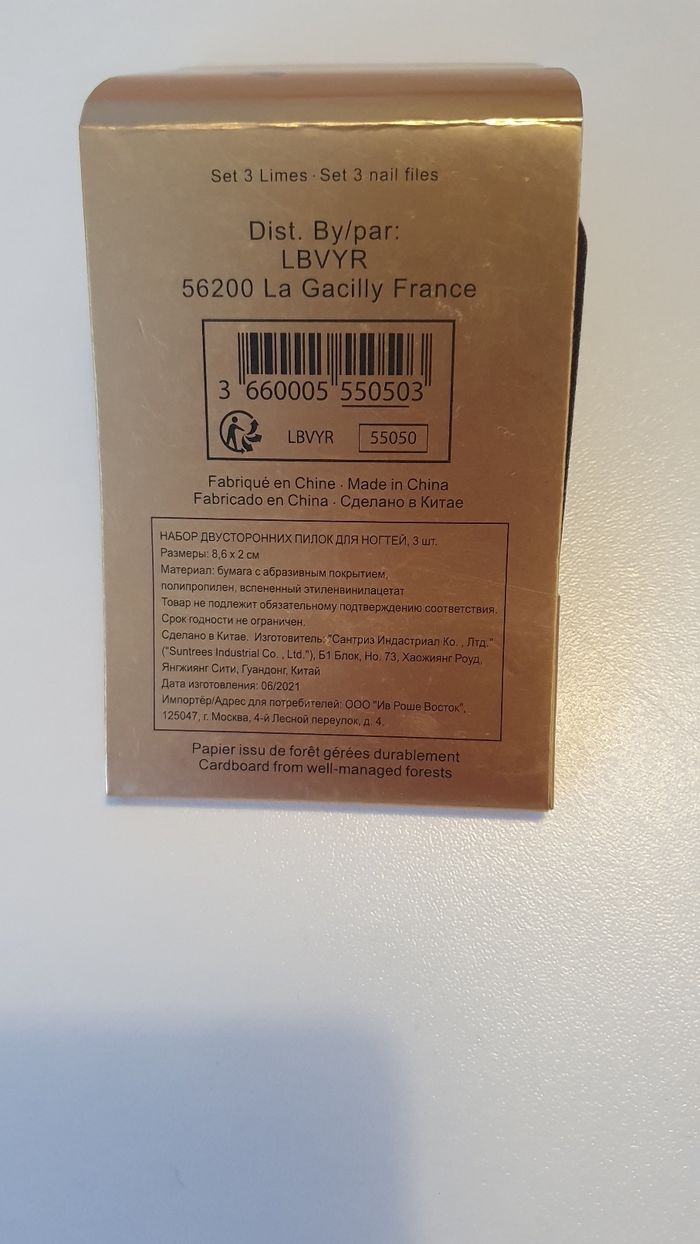 Set 3 Limes · Set 3 nail files
Dist. By/par:
LBVYR
56200 La Gacilly France
3 660005 550503
LBVYR 55050
Fabriqué en Chine · Made in China
Fabricado en China · Сделано в Китае
НАБОР ДВУСТОРОННИХ ПИЛОК ДЛЯ НОГТЕЙ, 3 шт.
Размеры: 8,6 х 2 см
Материал: бумага с абразивным покрытием,
полипропилен, вспененный этиленвинилацетат
Товар не подлежит обязательному подтверждению соответствия.
Срок годности не ограничен.
Сделано в Китае. Изготовитель: "Сантриз Индастриал Ко. , Лтд."
("Suntrees Industrial Co. , Ltd."), Б1 Блок, Но. 73, Хаожиянг Роуд,
Янгжиянг Сити, Гуандонг, Китай
Дата изготовления: 06/2021
Импортёр/Адрес для потребителей: ООО "Ив Роше Восток",
125047, г. Москва, 4-й Лесной переулок, д. 4.
Papier issu de forêt gérées durablement
Cardboard from well-managed forests